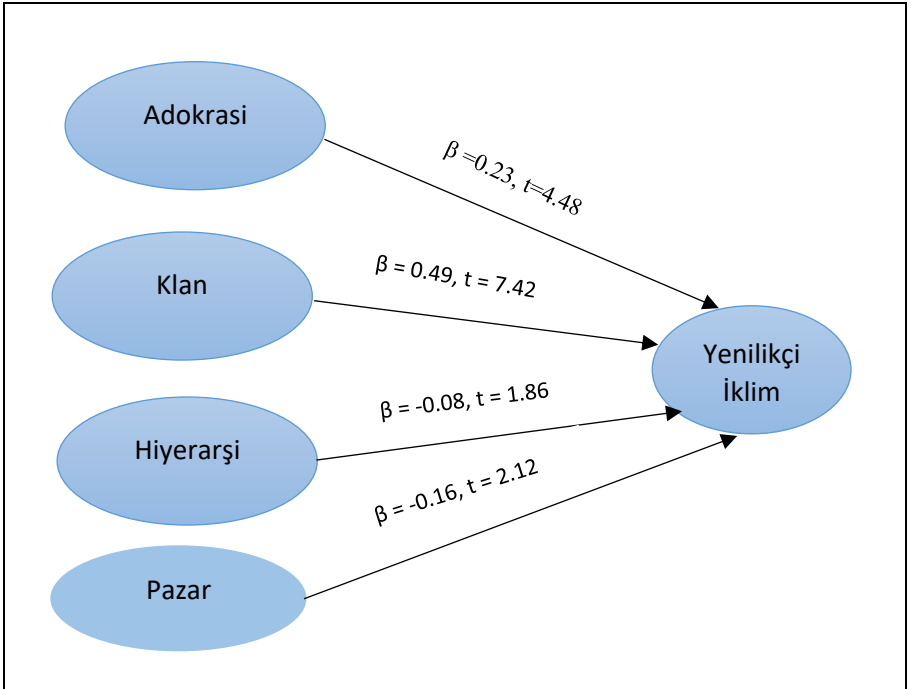 Adokrasi
β =0.23, t=4.48
Klan
β = 0.49, t = 7.42
Yenilikçi
İklim
Hiyerarşi
β = -0.08, t = 1.86
Pazar
β = -0.16, t = 2.12